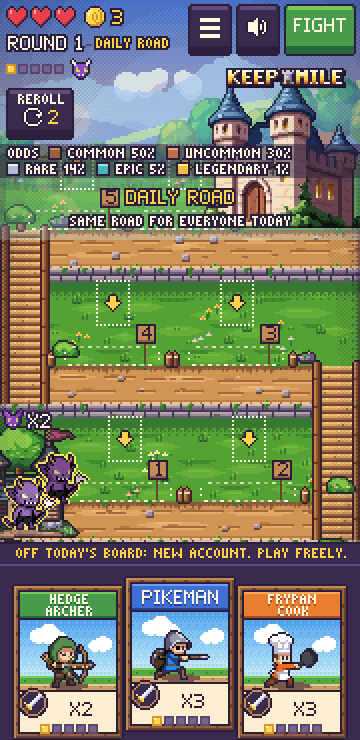 3
FIGHT
ROUND 1 DAILY ROAD
KEEP MILE
REROLL
2
ODDS COMMON 50% UNCOMMON 30%
RARE 14% EPIC 5% LEGENDARY 1%
5 DAILY ROAD
SAME ROAD FOR EVERYONE TODAY
4
3
X2
1
2
OFF TODAY'S BOARD: NEW ACCOUNT. PLAY FREELY.
HEDGE
ARCHER
PIKEMAN
FRYPAN
COOK
X2
X3
X3